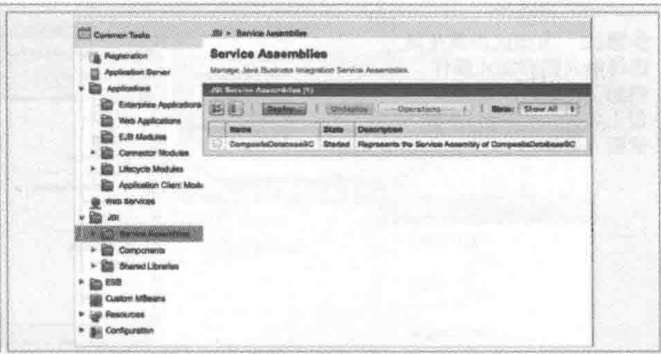 Common Tasks
Registration
Application Server
Applications
Enterprise Applications
Web Applications
EJB Modules
Connector Modules
Lifecycle Modules
Application Client Modu
Web Services
JBI
Service Assemblies
Components
Shared Libraries
ESB
Custom MBeans
Resources
Configuration
JBI > Service Assemblies
Service Assemblies
Manage Java Business Integration Service Assemblies.
JBI Service Assemblies (1)
Deploy... Undeploy Operations State: Show All
Name State Description
CompositeDatabaseBC Started Represents the Service Assembly of CompositeDataBaseBC